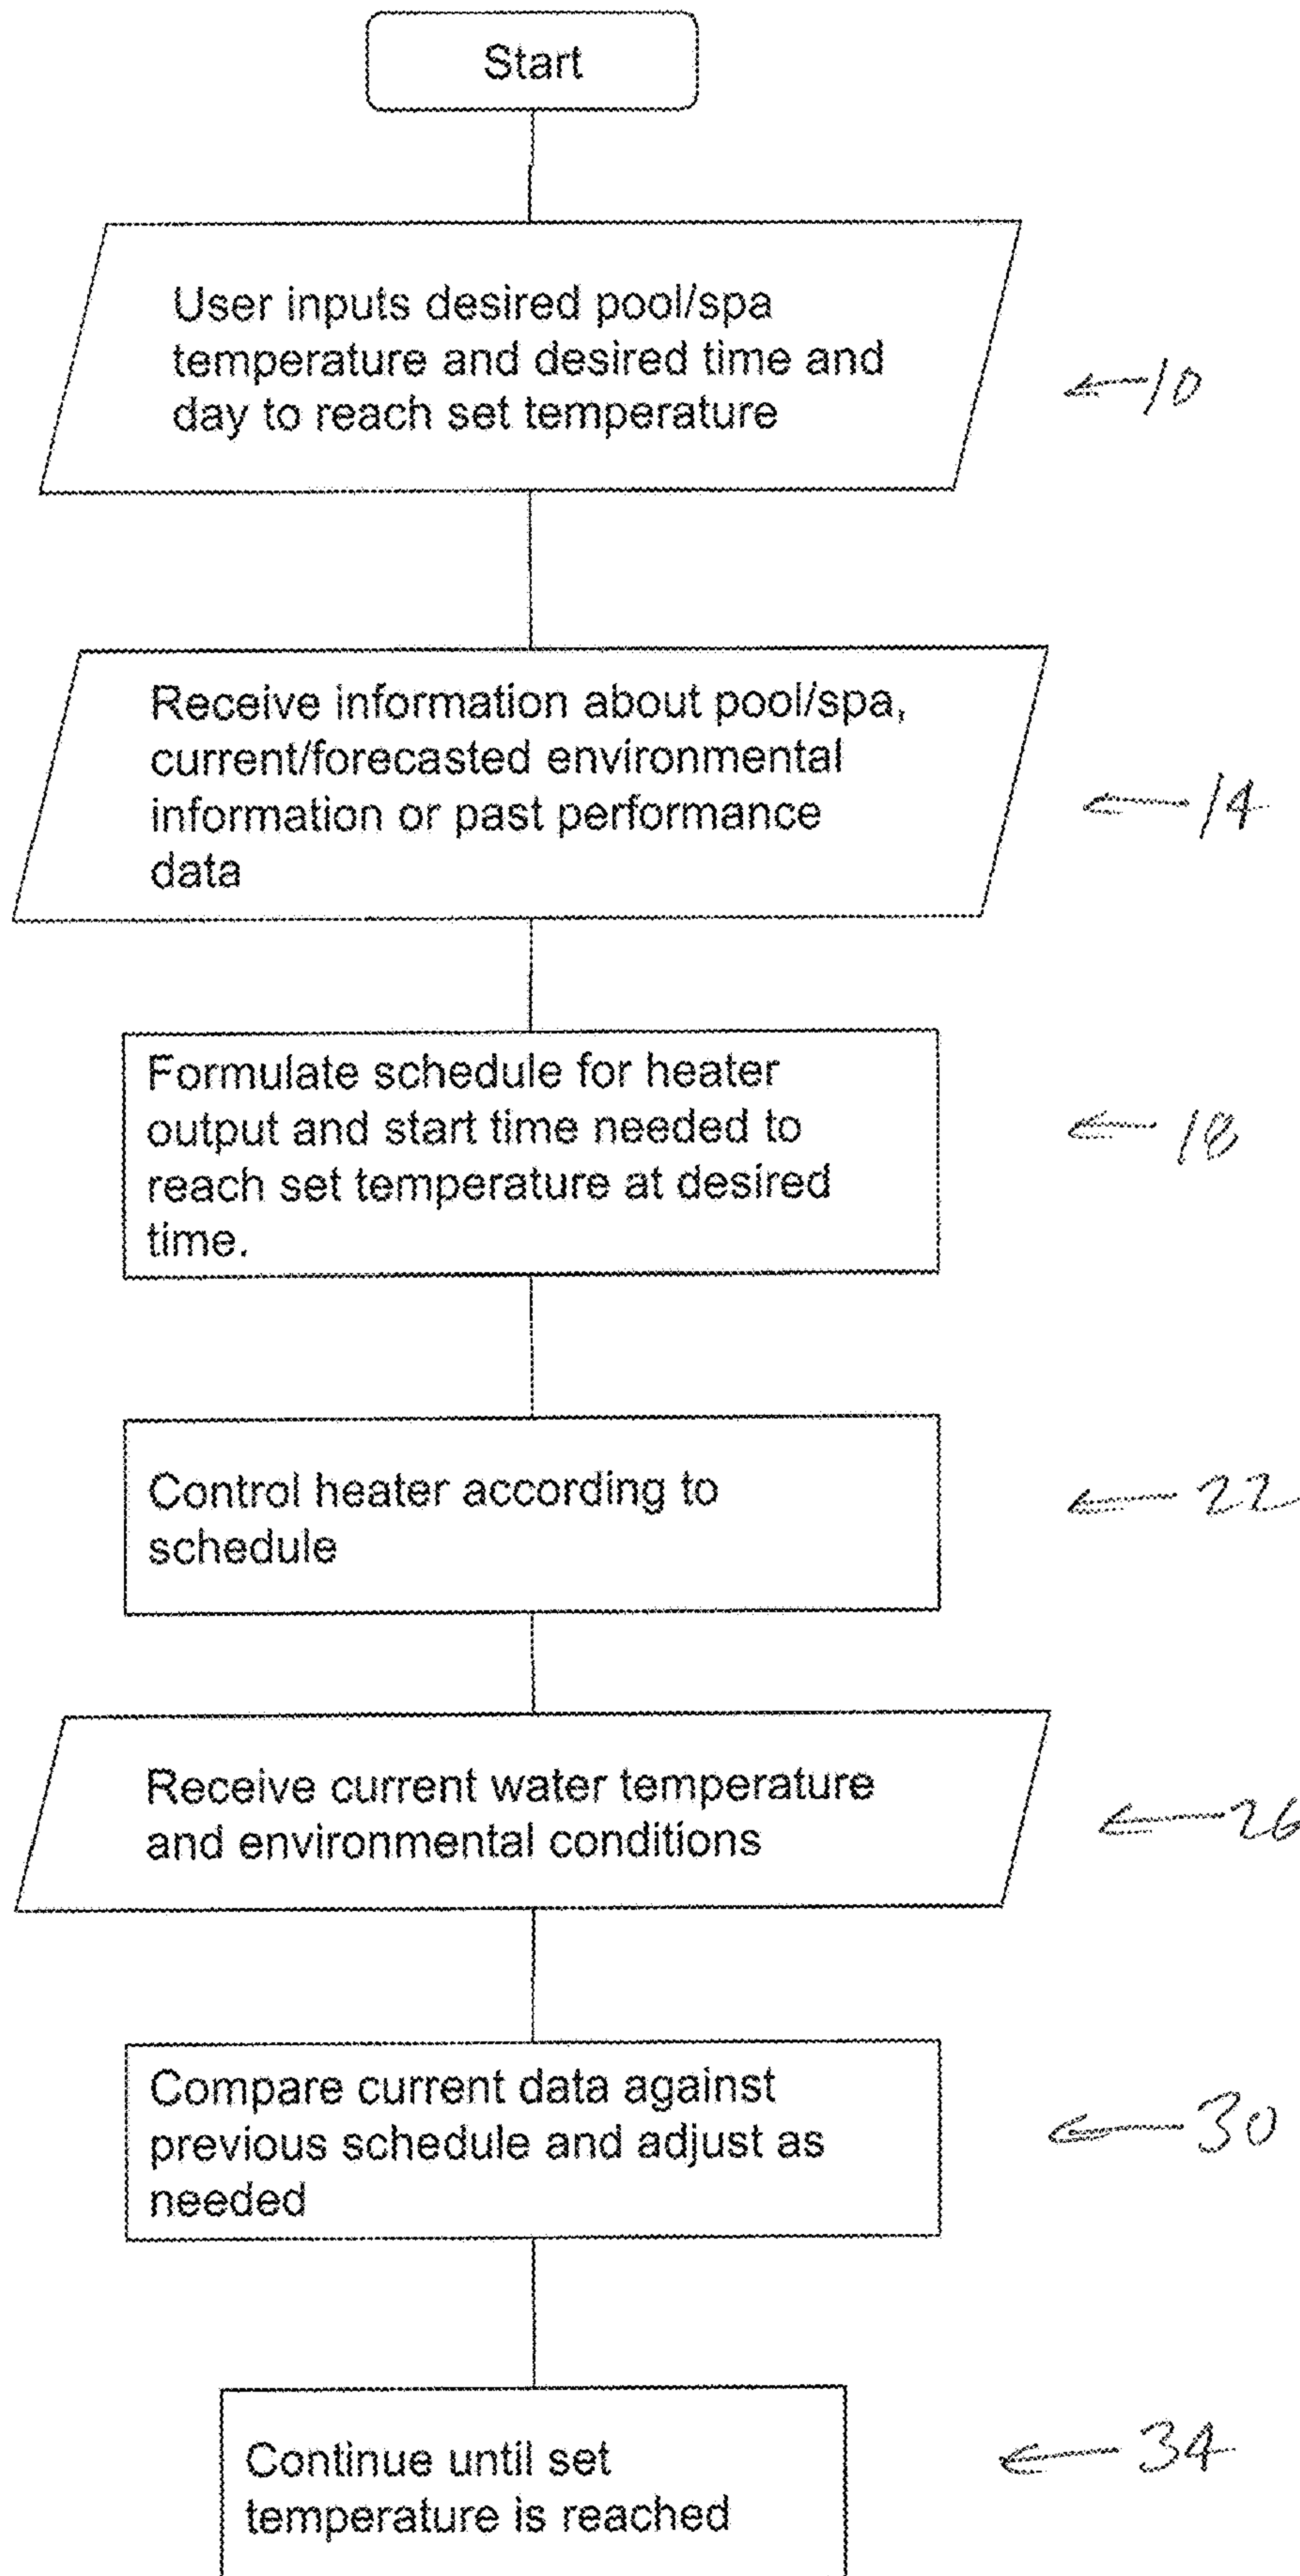 Start
User inputs desired pool/spa
temperature and desired time and
day to reach set temperature
10
Receive information about pool/spa,
current/forecasted environmental
information or past performance
data
14
Formulate schedule for heater
output and start time needed to
reach set temperature at desired
time.
18
Control heater according to
schedule
22
Receive current water temperature
and environmental conditions
26
Compare current data against
previous schedule and adjust as
needed
30
Continue until set
temperature is reached
34